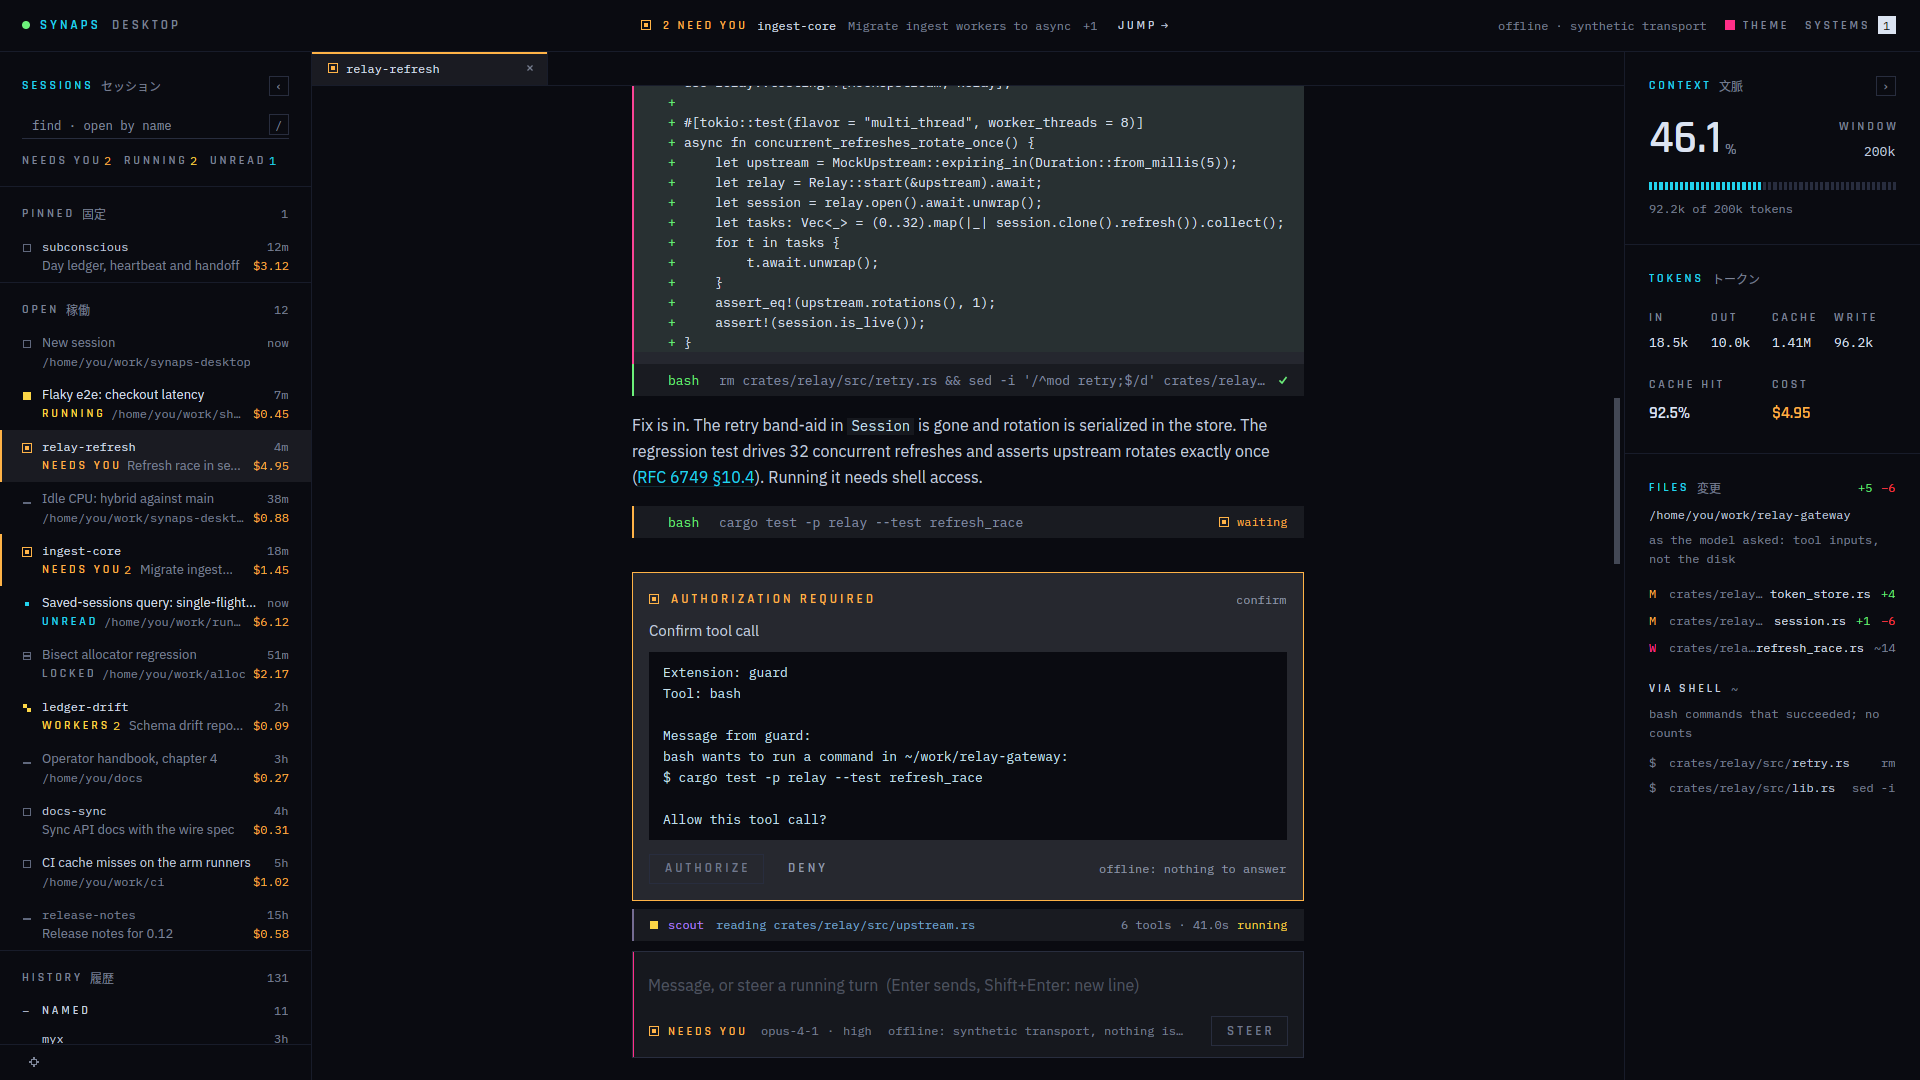 SYNAPS DESKTOP
2 NEED YOU ingest-core Migrate ingest workers to async +1 JUMP →
offline · synthetic transport THEME SYSTEMS 1
SESSIONS セッション ‹
find · open by name /
NEEDS YOU 2 RUNNING 2 UNREAD 1
PINNED 固定 1
subconscious 12m
Day ledger, heartbeat and handoff $3.12
OPEN 稼働 12
New session now
/home/you/work/synaps-desktop
Flaky e2e: checkout latency 7m
RUNNING /home/you/work/sh… $0.45
relay-refresh 4m
NEEDS YOU Refresh race in se… $4.95
Idle CPU: hybrid against main 38m
/home/you/work/synaps-deskt… $0.88
ingest-core 18m
NEEDS YOU 2 Migrate ingest… $1.45
Saved-sessions query: single-flight… now
UNREAD /home/you/work/run… $6.12
Bisect allocator regression 51m
LOCKED /home/you/work/alloc $2.17
ledger-drift 2h
WORKERS 2 Schema drift repo… $0.09
Operator handbook, chapter 4 3h
/home/you/docs $0.27
docs-sync 4h
Sync API docs with the wire spec $0.31
CI cache misses on the arm runners 5h
/home/you/work/ci $1.02
release-notes 15h
Release notes for 0.12 $0.58
HISTORY 履歴 131
– NAMED 11
myx 3h
relay-refresh ×
+
+ #[tokio::test(flavor = "multi_thread", worker_threads = 8)]
+ async fn concurrent_refreshes_rotate_once() {
+ let upstream = MockUpstream::expiring_in(Duration::from_millis(5));
+ let relay = Relay::start(&upstream).await;
+ let session = relay.open().await.unwrap();
+ let tasks: Vec<_> = (0..32).map(|_| session.clone().refresh()).collect();
+ for t in tasks {
+ t.await.unwrap();
+ }
+ assert_eq!(upstream.rotations(), 1);
+ assert!(session.is_live());
+ }
bash rm crates/relay/src/retry.rs && sed -i '/^mod retry;$/d' crates/relay… ✓
Fix is in. The retry band-aid in Session is gone and rotation is serialized in the store. The
regression test drives 32 concurrent refreshes and asserts upstream rotates exactly once
(RFC 6749 §10.4). Running it needs shell access.
bash cargo test -p relay --test refresh_race waiting
AUTHORIZATION REQUIRED confirm
Confirm tool call
Extension: guard
Tool: bash
Message from guard:
bash wants to run a command in ~/work/relay-gateway:
$ cargo test -p relay --test refresh_race
Allow this tool call?
AUTHORIZE DENY offline: nothing to answer
scout reading crates/relay/src/upstream.rs 6 tools · 41.0s running
Message, or steer a running turn (Enter sends, Shift+Enter: new line)
NEEDS YOU opus-4-1 · high offline: synthetic transport, nothing is… STEER
CONTEXT 文脈 ›
46.1% WINDOW
200k
92.2k of 200k tokens
TOKENS トークン
IN OUT CACHE WRITE
18.5k 10.0k 1.41M 96.2k
CACHE HIT COST
92.5% $4.95
FILES 変更 +5 −6
/home/you/work/relay-gateway
as the model asked: tool inputs,
not the disk
M crates/relay… token_store.rs +4
M crates/relay… session.rs +1 −6
W crates/rela…refresh_race.rs ~14
VIA SHELL ~
bash commands that succeeded; no
counts
$ crates/relay/src/retry.rs rm
$ crates/relay/src/lib.rs sed -i